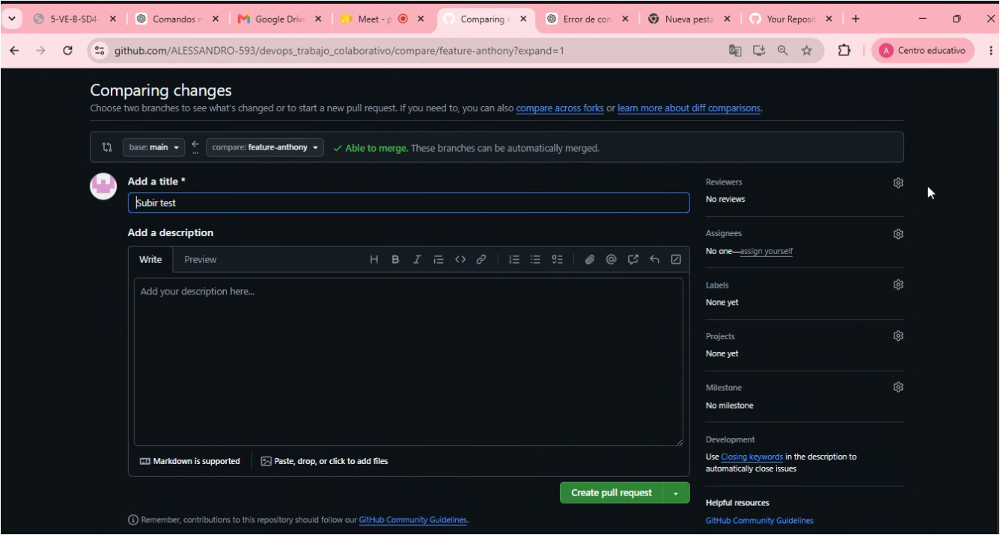 5-VE-B-SD4- Comandos n Google Drive Meet - p Comparing Error de con Nueva pesta Your Reposit
github.com/ALESSANDRO-593/devops_trabajo_colaborativo/compare/feature-anthony?expand=1 A Centro educativo
Comparing changes
Choose two branches to see what's changed or to start a new pull request. If you need to, you can also compare across forks or learn more about diff comparisons.
base: main compare: feature-anthony Able to merge. These branches can be automatically merged.
Add a title *
Subir test
Add a description
Write Preview
Add your description here...
Markdown is supported Paste, drop, or click to add files
Create pull request
Remember, contributions to this repository should follow our GitHub Community Guidelines.
Reviewers
No reviews
Assignees
No one—assign yourself
Labels
None yet
Projects
None yet
Milestone
No milestone
Development
Use Closing keywords in the description to
automatically close issues
Helpful resources
GitHub Community Guidelines